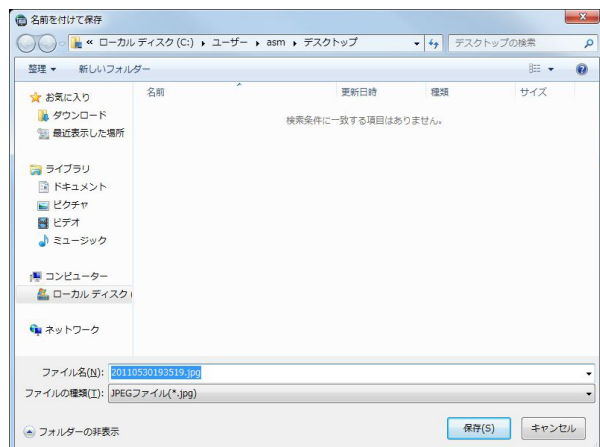 名前を付けて保存
« ローカル ディスク (C:) ▸ ユーザー ▸ asm ▸ デスクトップ
デスクトップの検索
整理 ▼ 新しいフォルダー
名前 更新日時 種類 サイズ
検索条件に一致する項目はありません。
お気に入り
ダウンロード
最近表示した場所
ライブラリ
ドキュメント
ピクチャ
ビデオ
ミュージック
コンピューター
ローカル ディスク (
ネットワーク
ファイル名(N): 20110530193519.jpg
ファイルの種類(T): JPEGファイル(*.jpg)
フォルダーの非表示
保存(S) キャンセル